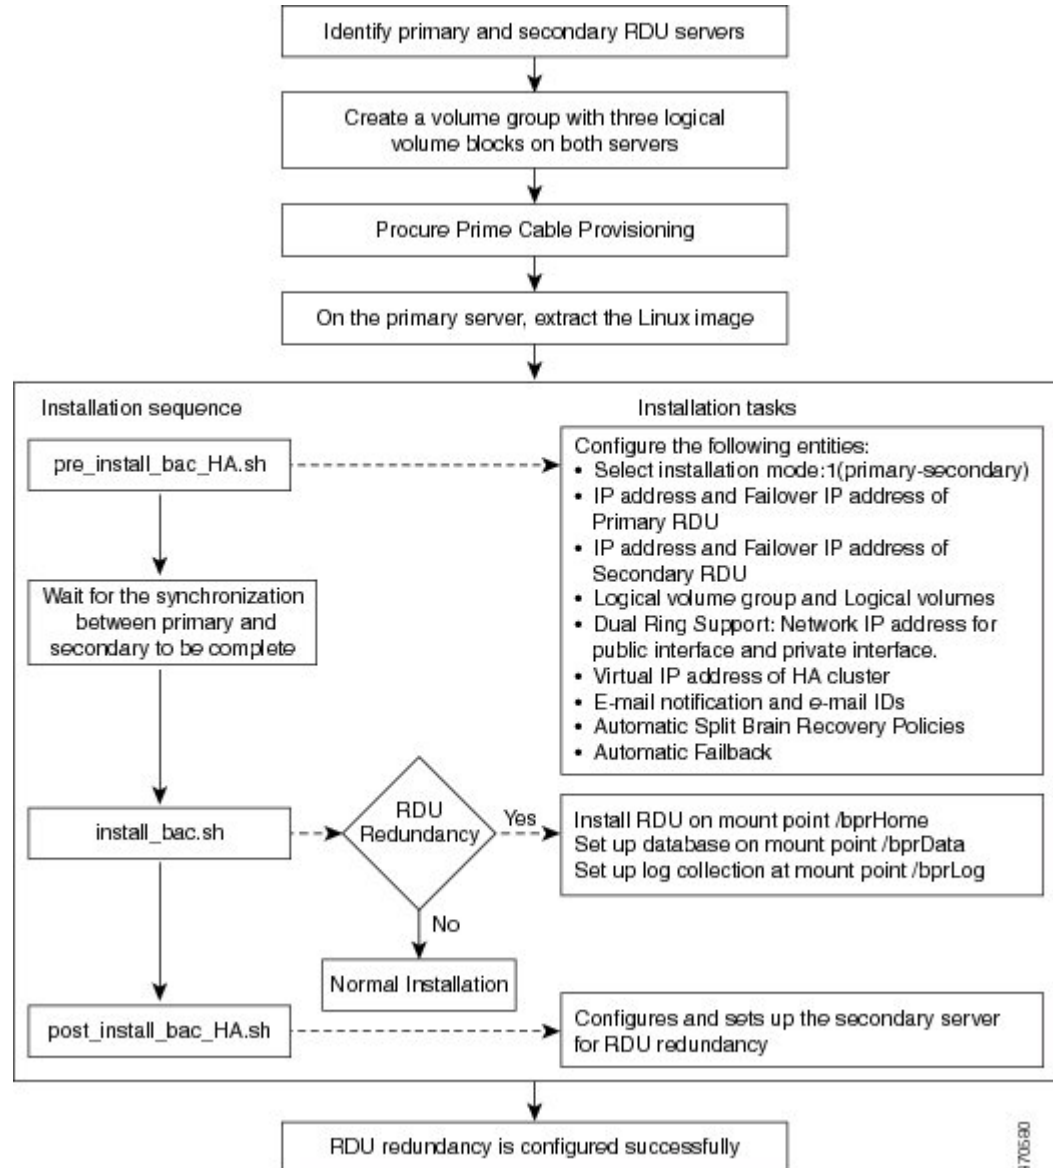 Identify primary and secondary RDU servers
Create a volume group with three logical
volume blocks on both servers
Procure Prime Cable Provisioning
On the primary server, extract the Linux image
Installation sequence
Installation tasks
pre_install_bac_HA.sh
Configure the following entities:
• Select installation mode:1(primary-secondary)
• IP address and Failover IP address of
Primary RDU
• IP address and Failover IP address of
Secondary RDU
• Logical volume group and Logical volumes
• Dual Ring Support: Network IP address for
public interface and private interface.
• Virtual IP address of HA cluster
• E-mail notification and e-mail IDs
• Automatic Split Brain Recovery Policies
• Automatic Failback
Wait for the synchronization
between primary and
secondary to be complete
install_bac.sh
RDU
Redundancy
Yes
Install RDU on mount point /bprHome
Set up database on mount point /bprData
Set up log collection at mount point /bprLog
No
Normal Installation
post_install_bac_HA.sh
Configures and sets up the secondary server
for RDU redundancy
RDU redundancy is configured successfully